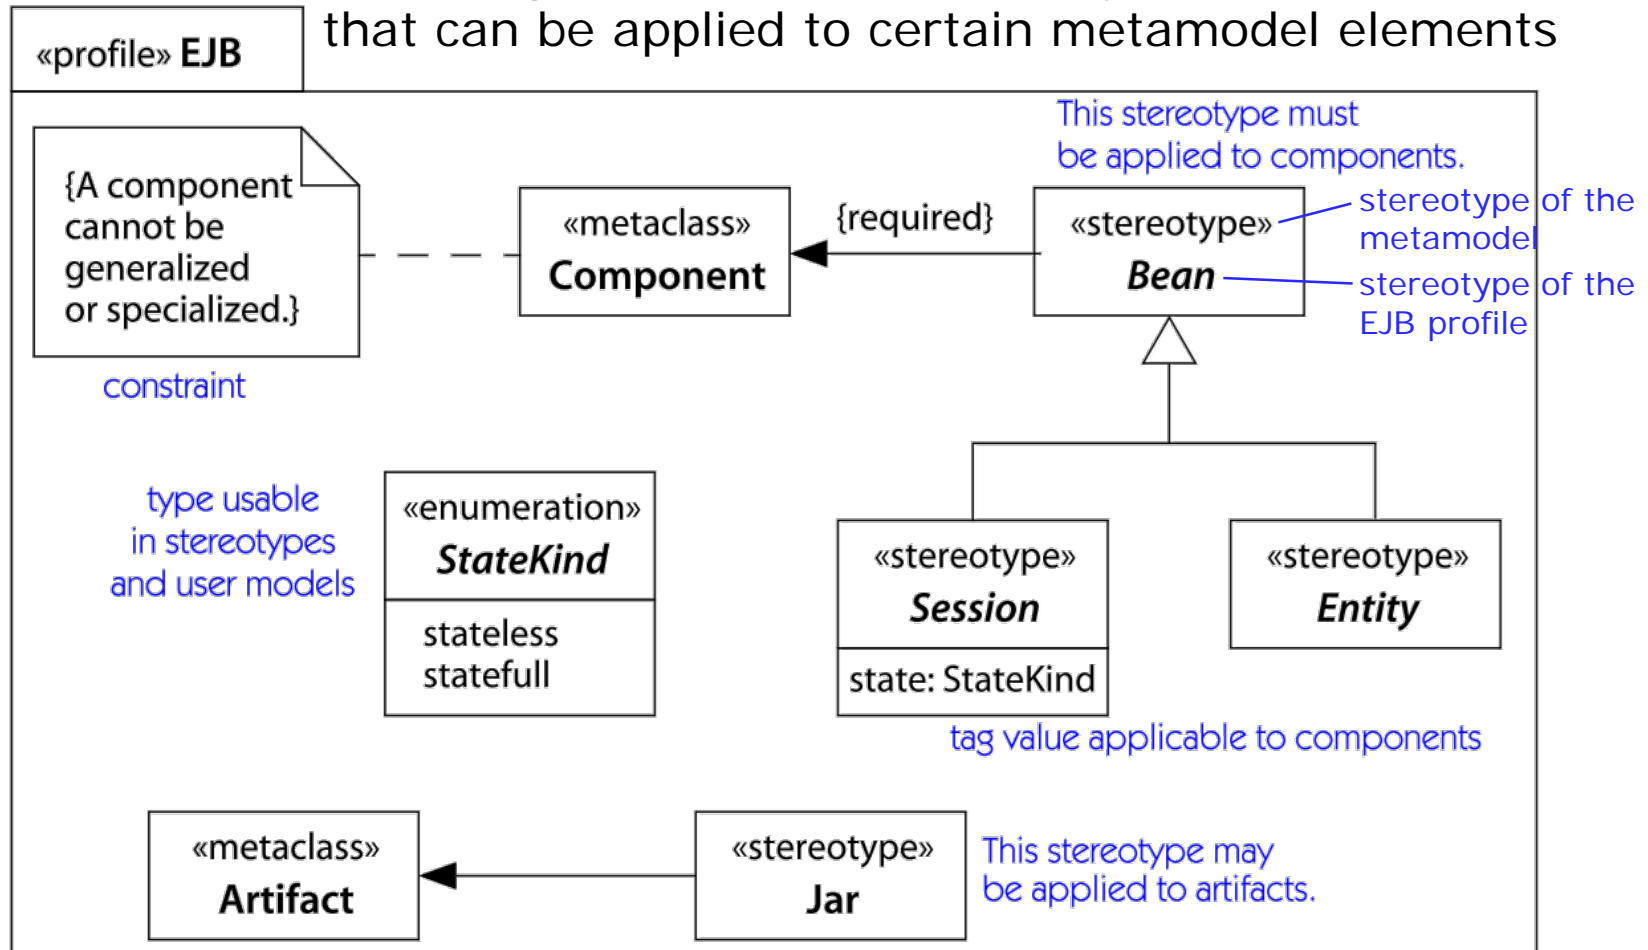 that can be applied to certain metamodel elements
«profile» EJB
This stereotype must
be applied to components.
{A component
cannot be
generalized
or specialized.}
constraint
«metaclass»
Component
{required}
«stereotype»
Bean
stereotype of the
metamodel
stereotype of the
EJB profile
type usable
in stereotypes
and user models
«enumeration»
StateKind
stateless
statefull
«stereotype»
Session
state: StateKind
«stereotype»
Entity
tag value applicable to components
«metaclass»
Artifact
«stereotype»
Jar
This stereotype may
be applied to artifacts.